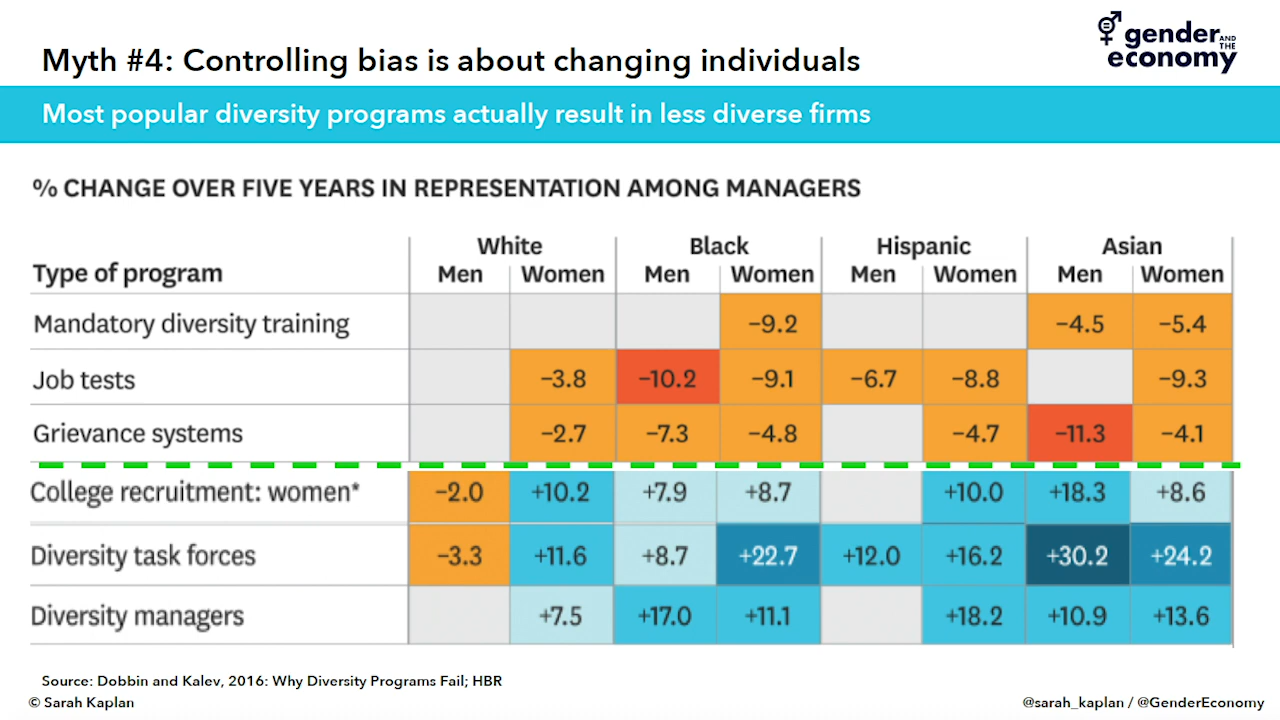 Myth #4: Controlling bias is about changing individuals
gender AND THE economy
Most popular diversity programs actually result in less diverse firms
% CHANGE OVER FIVE YEARS IN REPRESENTATION AMONG MANAGERS
White Black Hispanic Asian
Type of program Men Women Men Women Men Women Men Women
Mandatory diversity training −9.2 −4.5 −5.4
Job tests −3.8 −10.2 −9.1 −6.7 −8.8 −9.3
Grievance systems −2.7 −7.3 −4.8 −4.7 −11.3 −4.1
College recruitment: women* −2.0 +10.2 +7.9 +8.7 +10.0 +18.3 +8.6
Diversity task forces −3.3 +11.6 +8.7 +22.7 +12.0 +16.2 +30.2 +24.2
Diversity managers +7.5 +17.0 +11.1 +18.2 +10.9 +13.6
Source: Dobbin and Kalev, 2016: Why Diversity Programs Fail; HBR
© Sarah Kaplan @sarah_kaplan / @GenderEconomy